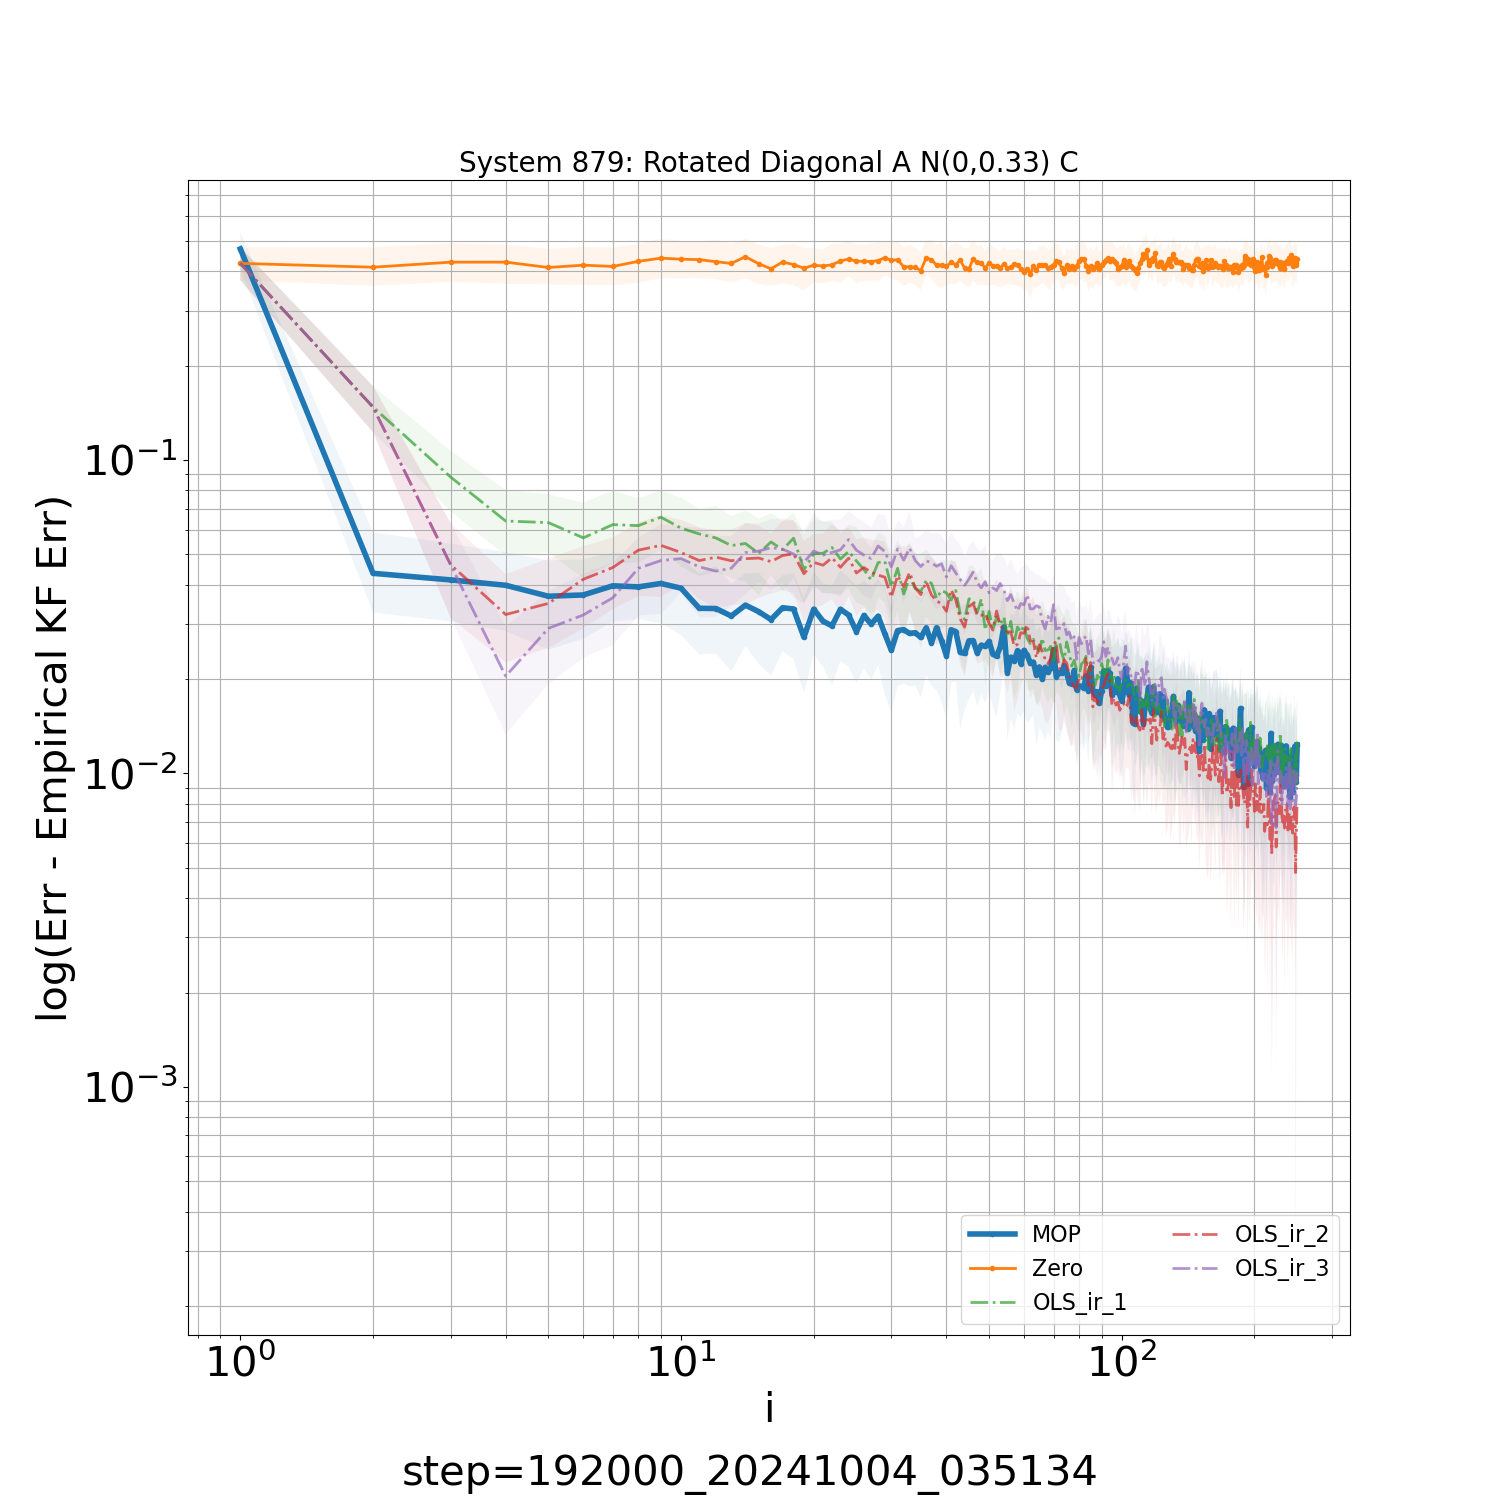 System 879: Rotated Diagonal A N(0,0.33) C
log(Err - Empirical KF Err)
10⁻¹
10⁻²
10⁻³
MOP
Zero
OLS_ir_1
OLS_ir_2
OLS_ir_3
10⁰ 10¹ 10²
i
step=192000_20241004_035134